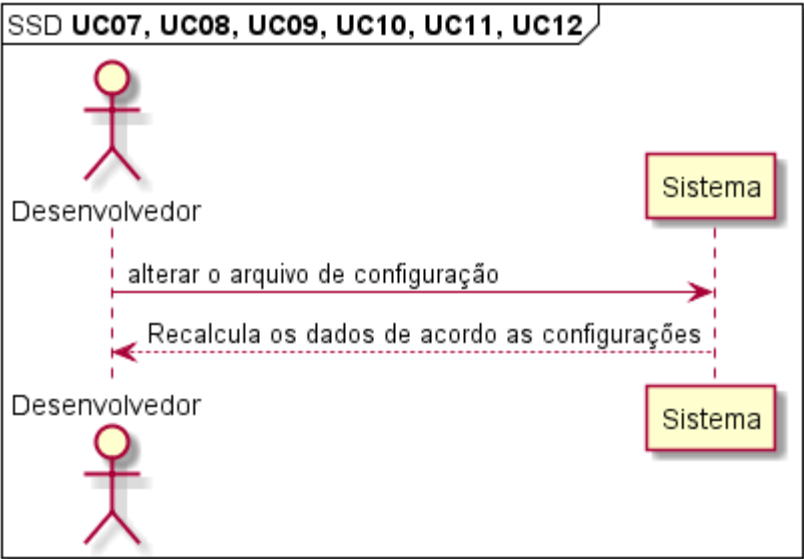 SSD UC07, UC08, UC09, UC10, UC11, UC12
Desenvolvedor
Sistema
alterar o arquivo de configuração
Recalcula os dados de acordo as configurações
Desenvolvedor
Sistema